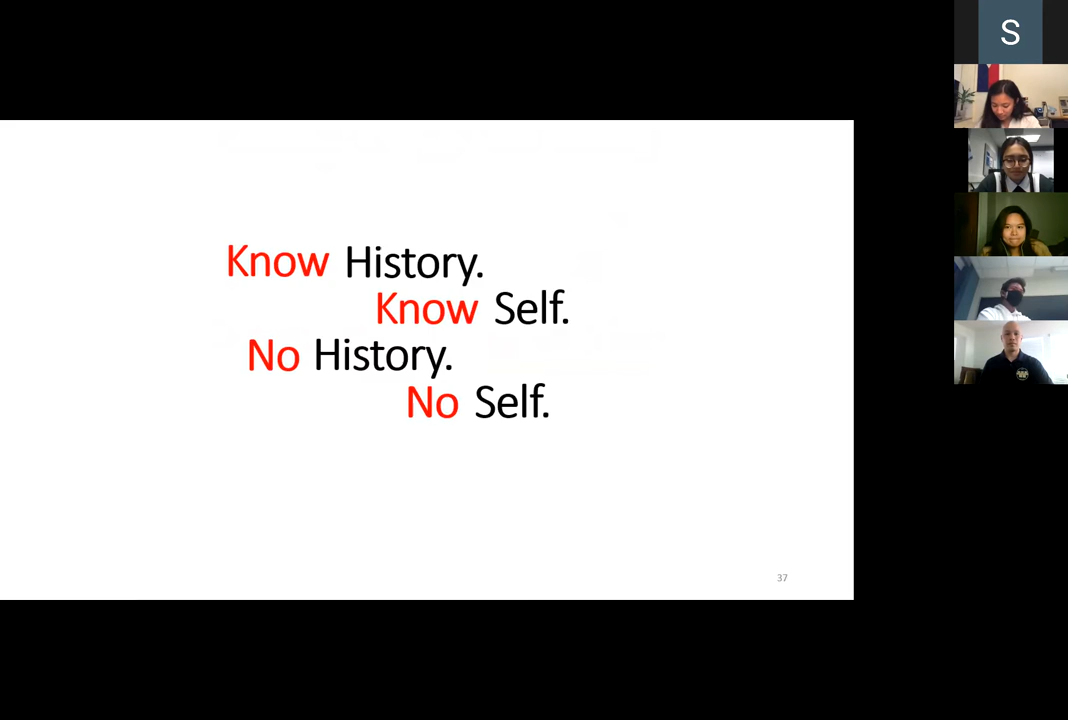 S
Know History.
Know Self.
No History.
No Self.
37